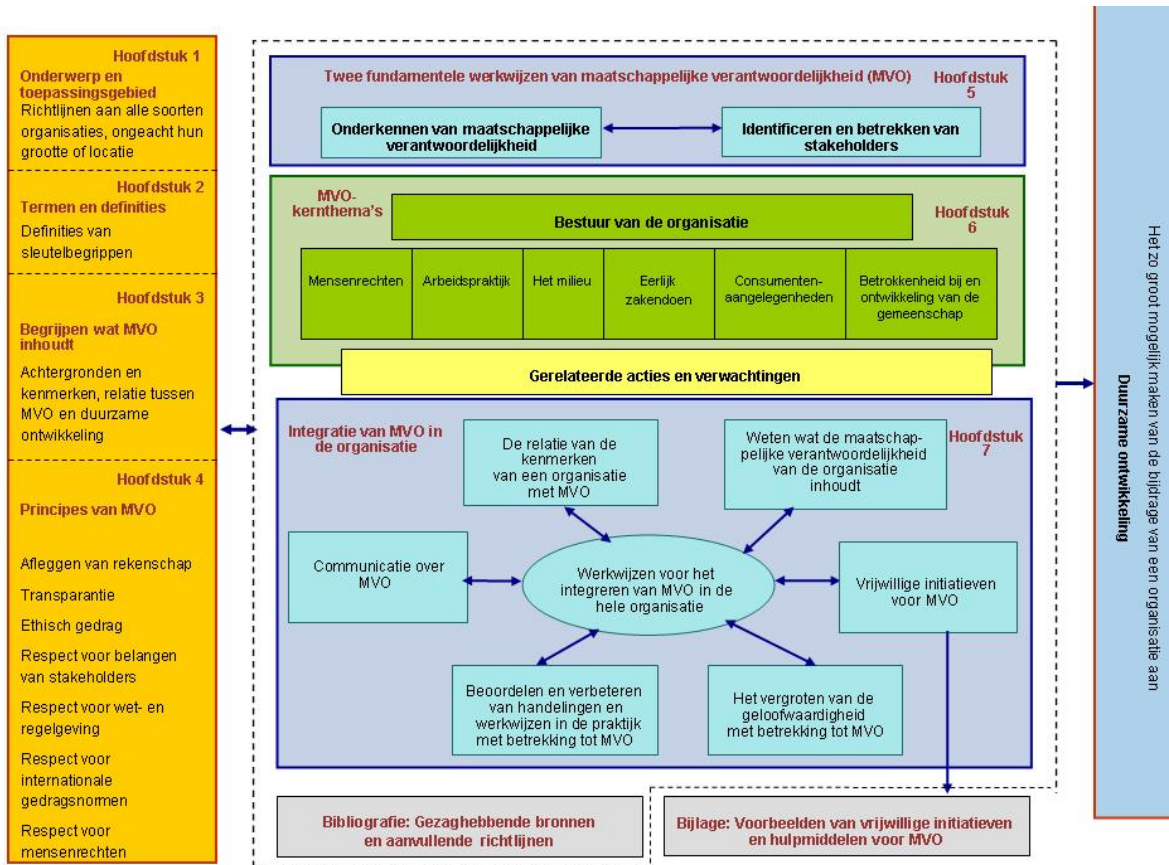 Hoofdstuk 1
Onderwerp en
toepassingsgebied
Richtlijnen aan alle soorten
organisaties, ongeacht hun
grootte of locatie
Hoofdstuk 2
Termen en definities
Definities van
sleutelbegrippen
Hoofdstuk 3
Begrijpen wat MVO
inhoudt
Achtergronden en
kenmerken, relatie tussen
MVO en duurzame
ontwikkeling
Hoofdstuk 4
Principes van MVO
Afleggen van rekenschap
Transparantie
Ethisch gedrag
Respect voor belangen
van stakeholders
Respect voor wet- en
regelgeving
Respect voor
internationale
gedragsnormen
Respect voor
mensenrechten
Twee fundamentele werkwijzen van maatschappelijke verantwoordelijkheid (MVO)
Hoofdstuk
5
Onderkennen van maatschappelijke
verantwoordelijkheid
Identificeren en betrekken van
stakeholders
MVO-
kernthema's
Bestuur van de organisatie
Hoofdstuk
6
Mensenrechten
Arbeidspraktijk
Het milieu
Eerlijk
zakendoen
Consumenten-
aangelegenheden
Betrokkenheid bij en
ontwikkeling van de
gemeenschap
Gerelateerde acties en verwachtingen
Integratie van MVO in
de organisatie
De relatie van de
kenmerken
van een organisatie
met MVO
Weten wat de maatschap-
pelijke verantwoordelijkheid
van de organisatie
inhoudt
Hoofdstuk
7
Communicatie over
MVO
Werkwijzen voor het
integreren van MVO in de
hele organisatie
Vrijwillige initiatieven
voor MVO
Beoordelen en verbeteren
van handelingen en
werkwijzen in de praktijk
met betrekking tot MVO
Het vergroten van de
geloofwaardigheid
met betrekking tot MVO
Bibliografie: Gezaghebbende bronnen
en aanvullende richtlijnen
Bijlage: Voorbeelden van vrijwillige initiatieven
en hulpmiddelen voor MVO
Het zo groot mogelijk maken van de bijdrage van een organisatie aan
Duurzame ontwikkeling